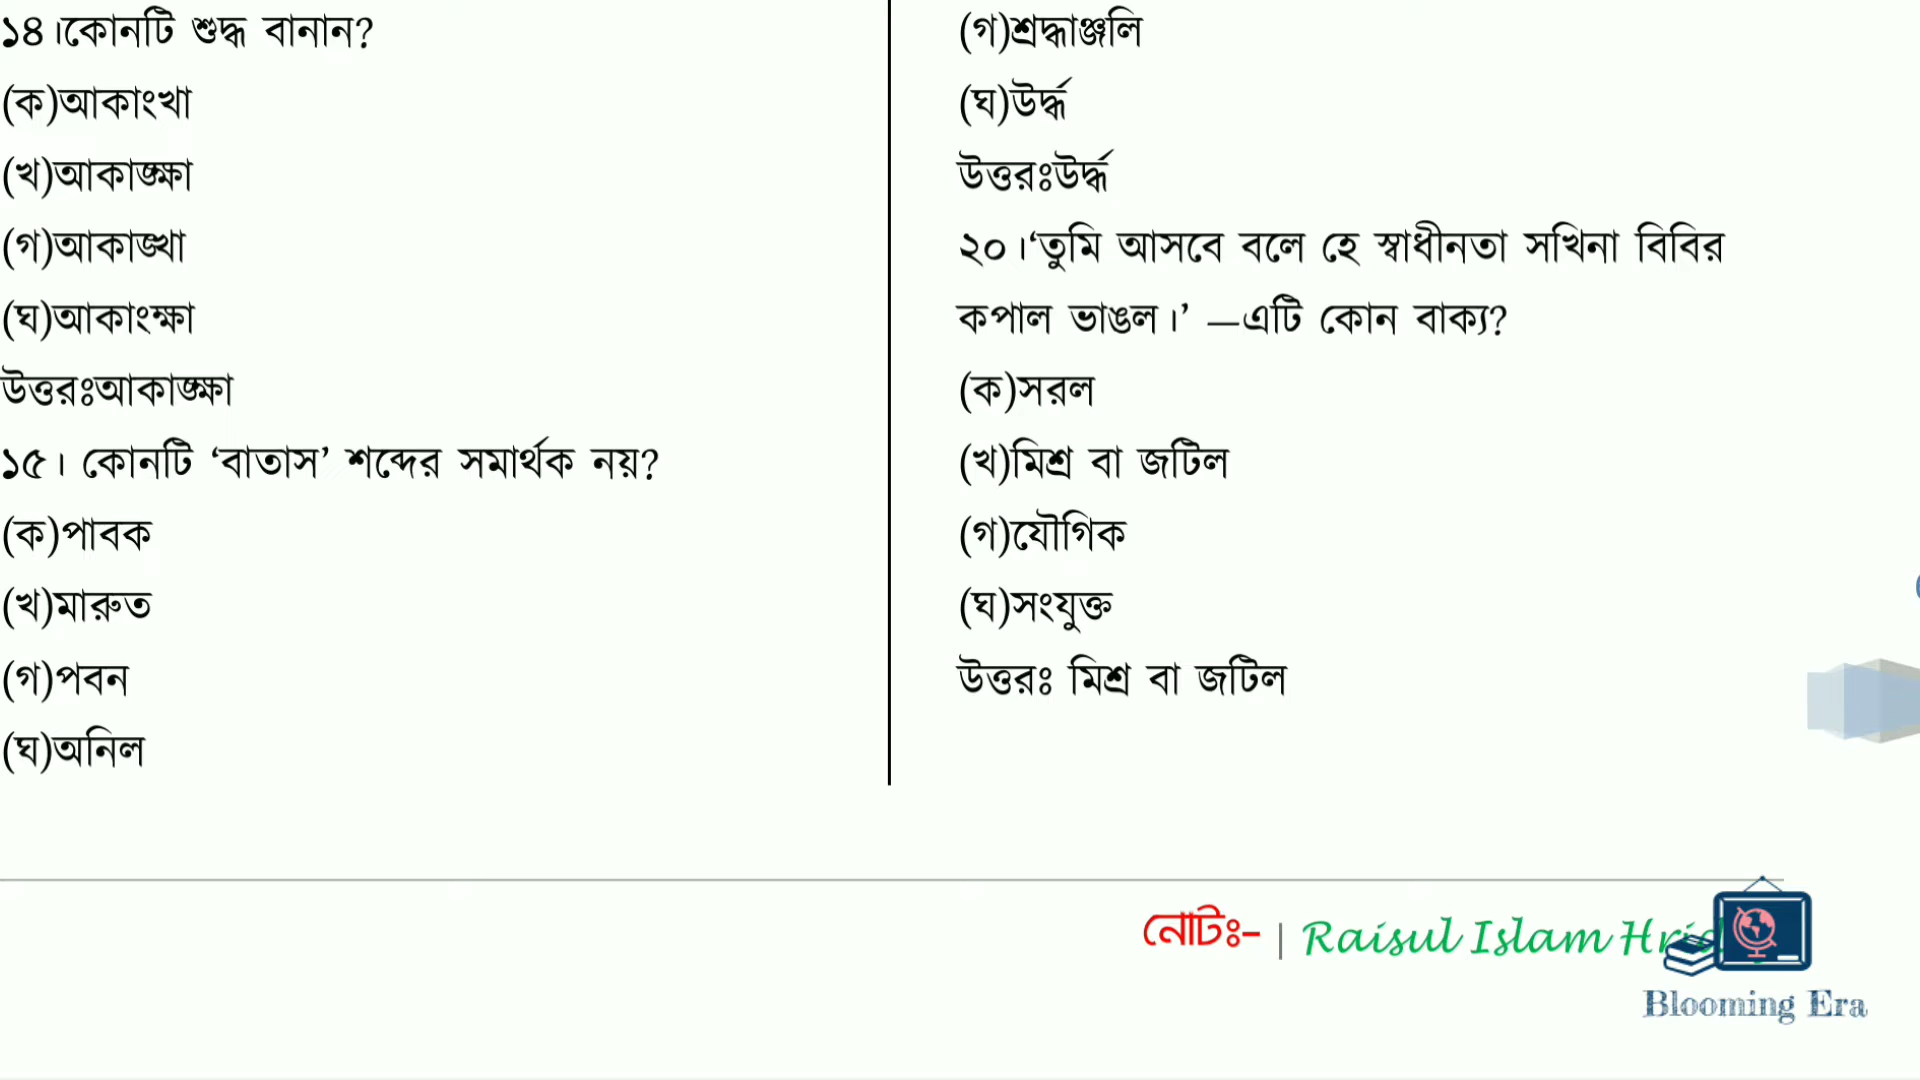 ১৪।কোনটি শুদ্ধ বানান?
(ক)আকাংখা
(খ)আকাঙ্ক্ষা
(গ)আকাঙ্খা
(ঘ)আকাংক্ষা
উত্তরঃআকাঙ্ক্ষা
১৫। কোনটি ‘বাতাস’ শব্দের সমার্থক নয়?
(ক)পাবক
(খ)মারুত
(গ)পবন
(ঘ)অনিল
(গ)শ্রদ্ধাঞ্জলি
(ঘ)উর্দ্ধ
উত্তরঃউর্দ্ধ
২০।‘তুমি আসবে বলে হে স্বাধীনতা সখিনা বিবির
কপাল ভাঙল।’ —এটি কোন বাক্য?
(ক)সরল
(খ)মিশ্র বা জটিল
(গ)যৌগিক
(ঘ)সংযুক্ত
উত্তরঃ মিশ্র বা জটিল
নোটঃ- | Raisul Islam
Blooming Era